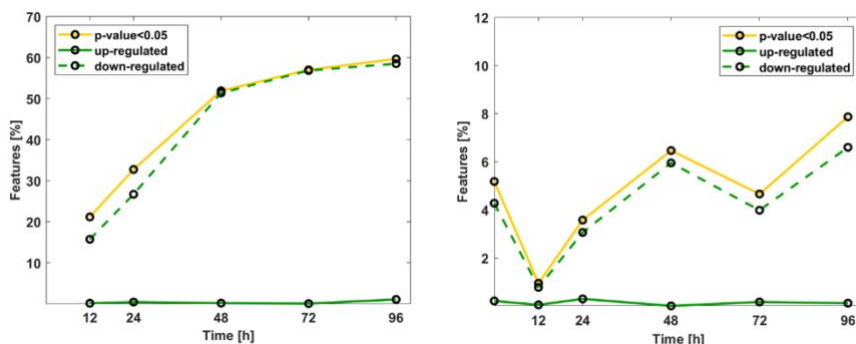 70
60
50
40
30
20
10
Features [%]
p-value<0.05
up-regulated
down-regulated
12 24 48 72 96
Time [h]
12
10
8
6
4
2
Features [%]
p-value<0.05
up-regulated
down-regulated
12 24 48 72 96
Time [h]